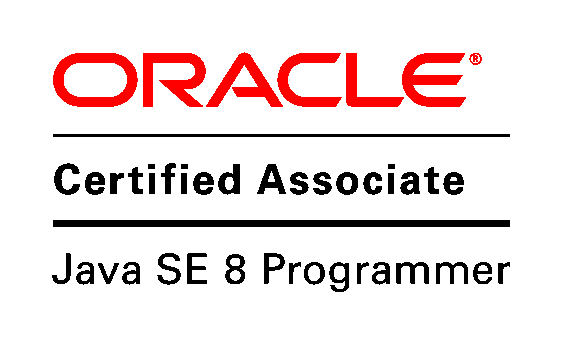 ORACLE®
Certified Associate
Java SE 8 Programmer